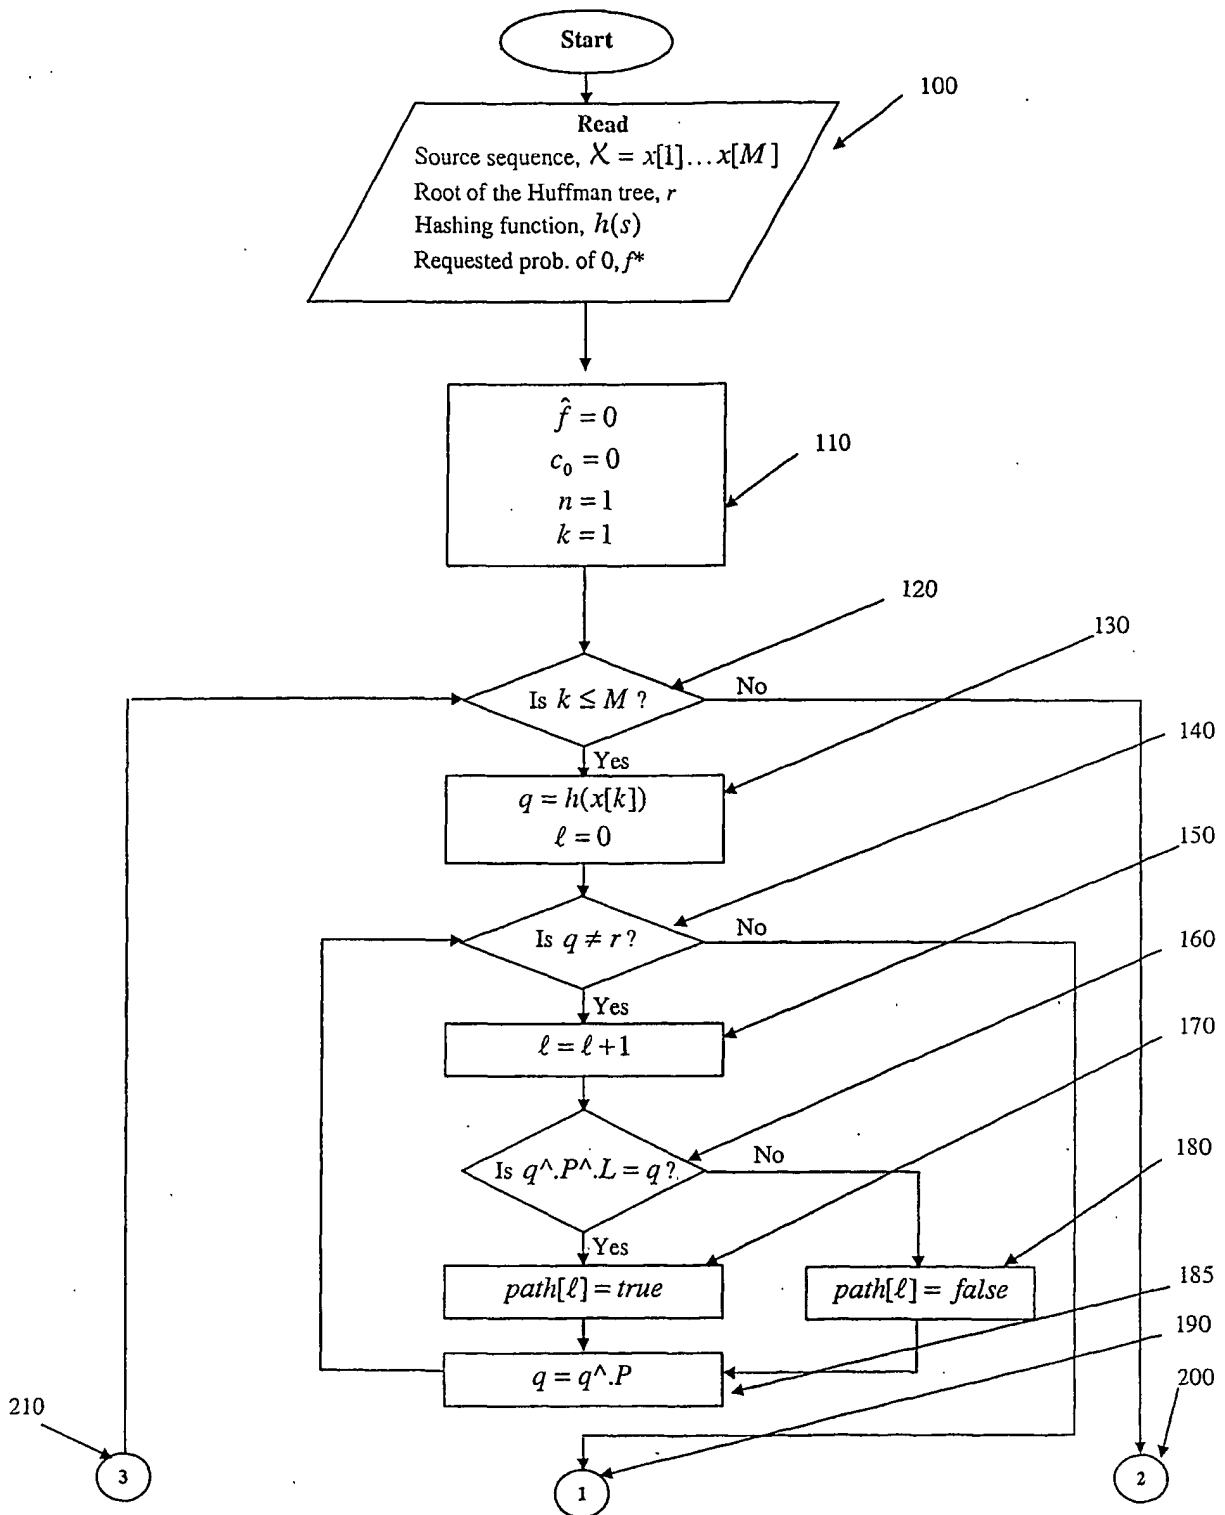 Start
100
Read
Source sequence, X = x[1]...x[M]
Root of the Huffman tree, r
Hashing function, h(s)
Requested prob. of 0, f*
f̂ = 0
c₀ = 0
n = 1
k = 1
110
120
130
Is k ≤ M ?
No
Yes
140
q = h(x[k])
ℓ = 0
150
Is q ≠ r ?
No
160
Yes
170
ℓ = ℓ + 1
Is q^.P^.L = q ?
No
180
Yes
path[ℓ] = true
path[ℓ] = false
185
190
q = q^.P
200
210
3
1
2